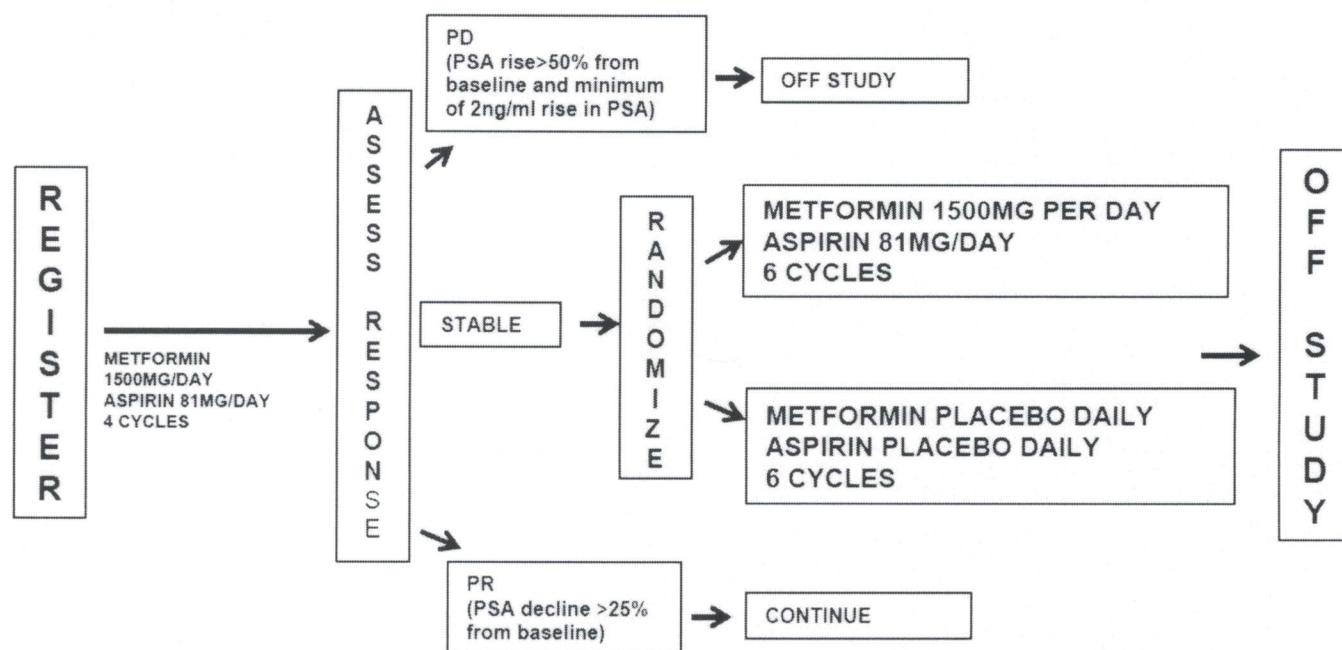 REGISTER
METFORMIN
1500MG/DAY
ASPIRIN 81MG/DAY
4 CYCLES
ASSESS RESPONSE
PD
(PSA rise>50% from
baseline and minimum
of 2ng/ml rise in PSA)
OFF STUDY
STABLE
RANDOMIZE
METFORMIN 1500MG PER DAY
ASPIRIN 81MG/DAY
6 CYCLES
METFORMIN PLACEBO DAILY
ASPIRIN PLACEBO DAILY
6 CYCLES
PR
(PSA decline >25%
from baseline)
CONTINUE
OFF STUDY